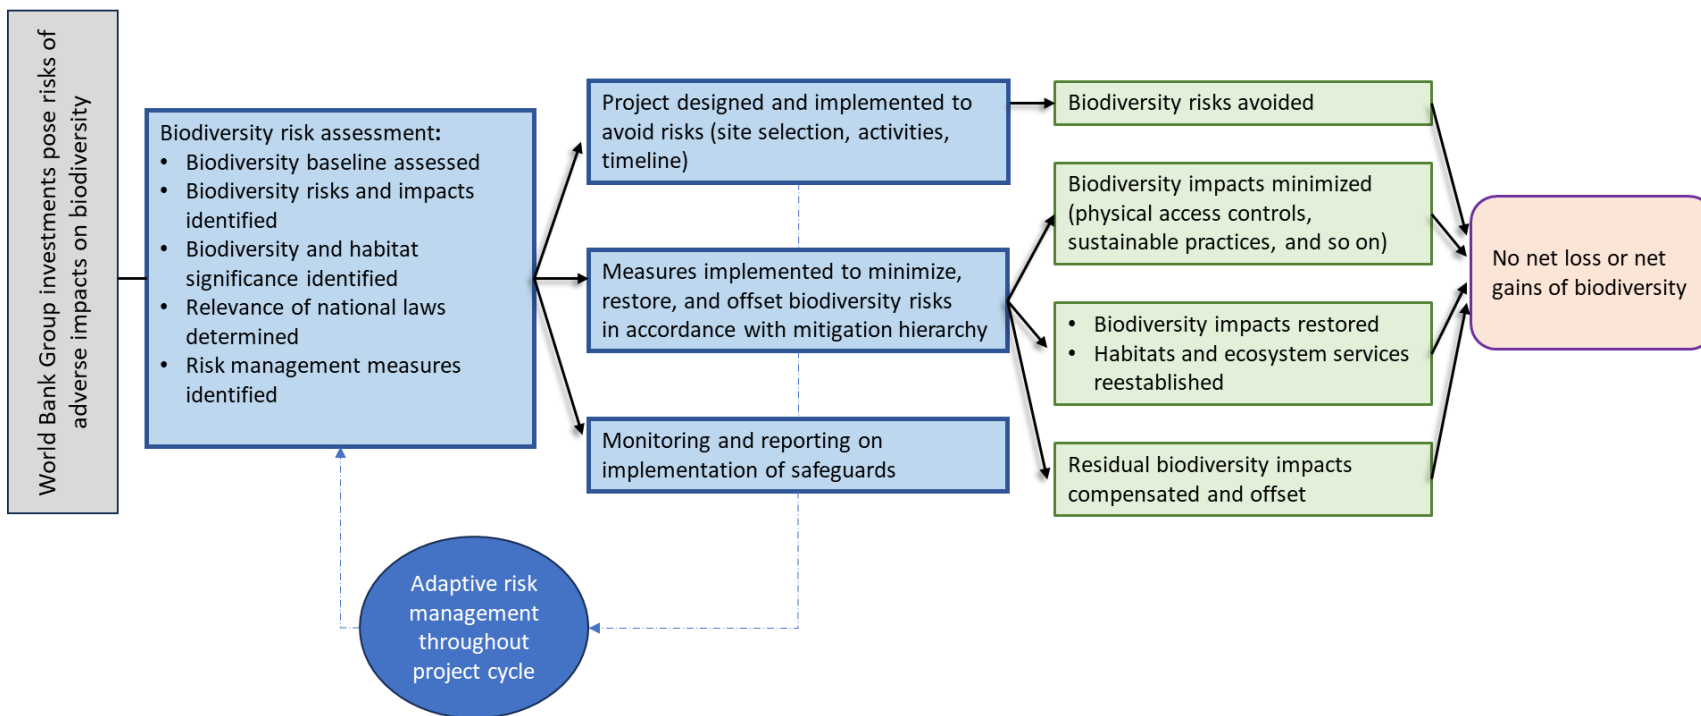 World Bank Group investments pose risks of
adverse impacts on biodiversity
Biodiversity risk assessment:
• Biodiversity baseline assessed
• Biodiversity risks and impacts
identified
• Biodiversity and habitat
significance identified
• Relevance of national laws
determined
• Risk management measures
identified
Project designed and implemented to
avoid risks (site selection, activities,
timeline)
Measures implemented to minimize,
restore, and offset biodiversity risks
in accordance with mitigation hierarchy
Monitoring and reporting on
implementation of safeguards
Biodiversity risks avoided
Biodiversity impacts minimized
(physical access controls,
sustainable practices, and so on)
• Biodiversity impacts restored
• Habitats and ecosystem services
reestablished
Residual biodiversity impacts
compensated and offset
No net loss or net
gains of biodiversity
Adaptive risk
management
throughout
project cycle